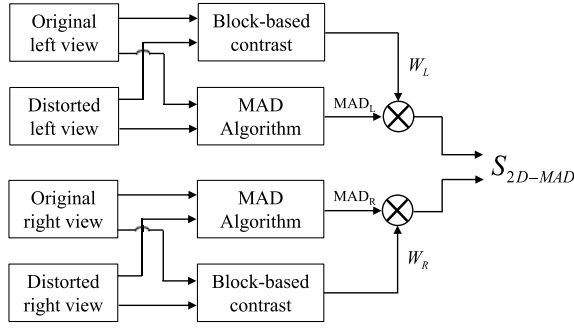 Original
left view
Block-based
contrast
W_L
Distorted
left view
MAD
Algorithm
MAD_L
S_2D-MAD
Original
right view
MAD
Algorithm
MAD_R
Distorted
right view
Block-based
contrast
W_R